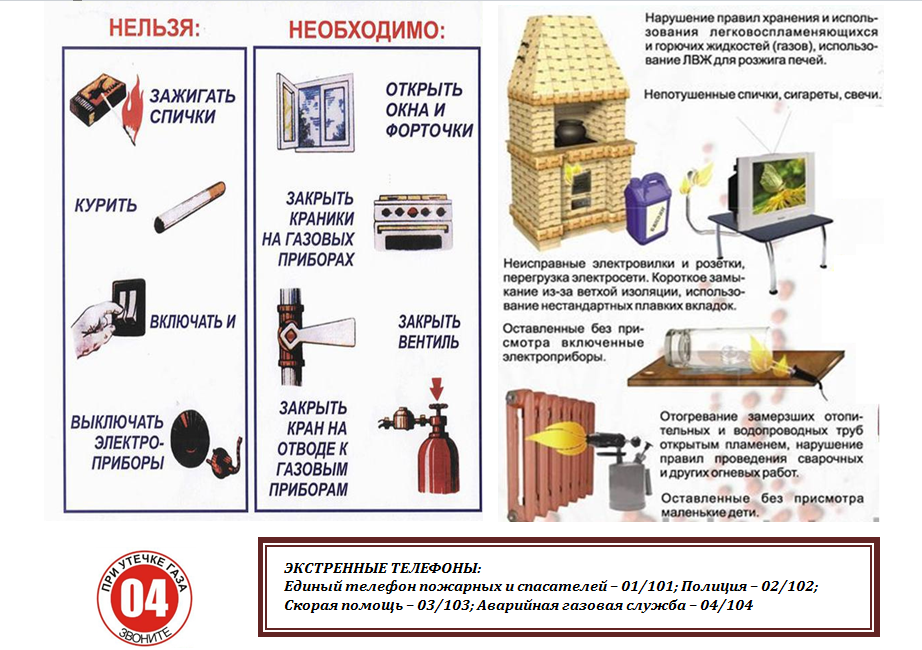 НЕЛЬЗЯ:
ЗАЖИГАТЬ
СПИЧКИ
КУРИТЬ
ВКЛЮЧАТЬ И
ВЫКЛЮЧАТЬ
ЭЛЕКТРО-
ПРИБОРЫ
НЕОБХОДИМО:
ОТКРЫТЬ
ОКНА И
ФОРТОЧКИ
ЗАКРЫТЬ
КРАНИКИ
НА ГАЗОВЫХ
ПРИБОРАХ
ЗАКРЫТЬ
ВЕНТИЛЬ
ЗАКРЫТЬ
КРАН НА
ОТВОДЕ К
ГАЗОВЫМ
ПРИБОРАМ
Нарушение правил хранения и исполь-
зования легковоспламеняющихся
и горючих жидкостей (газов), использо-
вание ЛВЖ для розжига печей.
Непотушенные спички, сигареты, свечи.
Неисправные электровилки и розетки,
перегрузка электросети. Короткое замы-
кание из-за ветхой изоляции, использо-
вание нестандартных плавких вкладок.
Оставленные без при-
смотра включенные
электроприборы.
Отогревание замерзших отопи-
тельных и водопроводных труб
открытым пламенем, нарушение
правил проведения сварочных
и других огневых работ.
Оставленные без присмотра
маленькие дети.
ПРИ УТЕЧКЕ ГАЗА
04
ЗВОНИТЕ
ЭКСТРЕННЫЕ ТЕЛЕФОНЫ:
Единый телефон пожарных и спасателей – 01/101; Полиция – 02/102;
Скорая помощь – 03/103; Аварийная газовая служба – 04/104